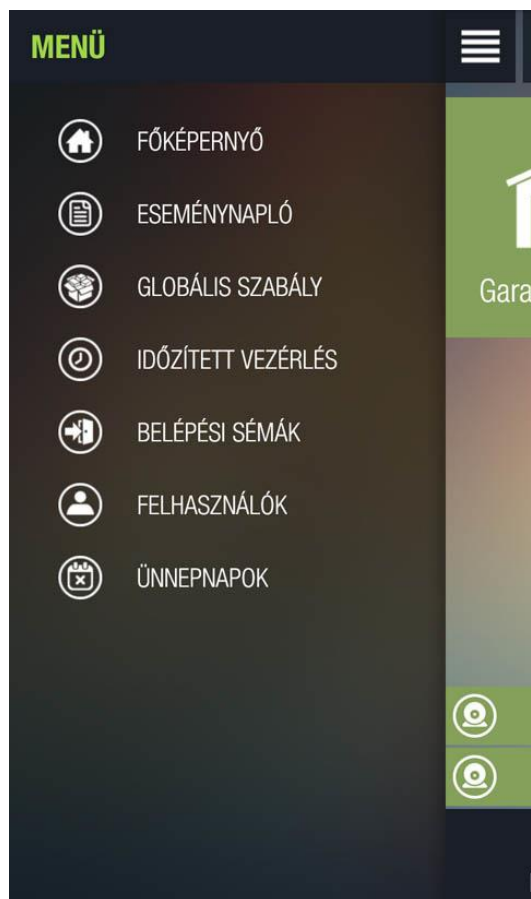 MENÜ
FŐKÉPERNYŐ
ESEMÉNYNAPLÓ
GLOBÁLIS SZABÁLY
IDŐZÍTETT VEZÉRLÉS
BELÉPÉSI SÉMÁK
FELHASZNÁLÓK
ÜNNEPNAPOK
Gara